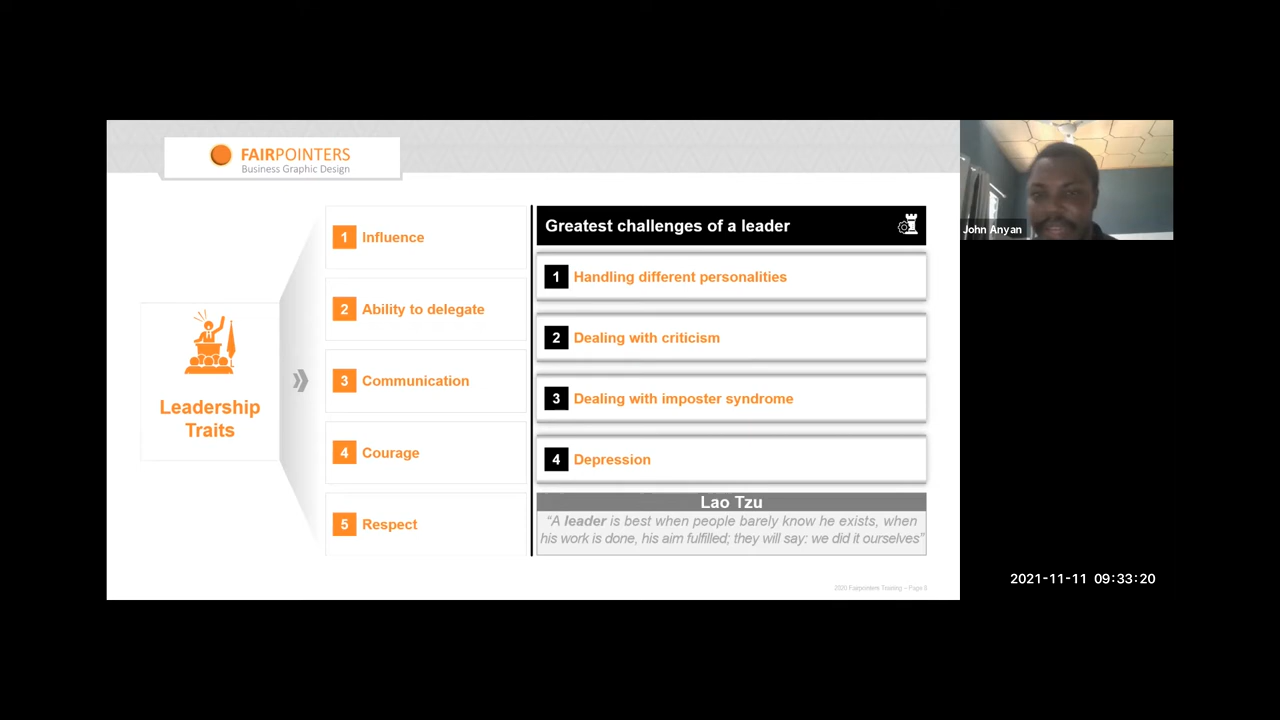 FAIRPOINTERS
Business Graphic Design
Leadership
Traits
1 Influence
2 Ability to delegate
3 Communication
4 Courage
5 Respect
Greatest challenges of a leader
1 Handling different personalities
2 Dealing with criticism
3 Dealing with imposter syndrome
4 Depression
Lao Tzu
“A leader is best when people barely know he exists, when
his work is done, his aim fulfilled; they will say: we did it ourselves”
John Anyan
2021-11-11 09:33:20